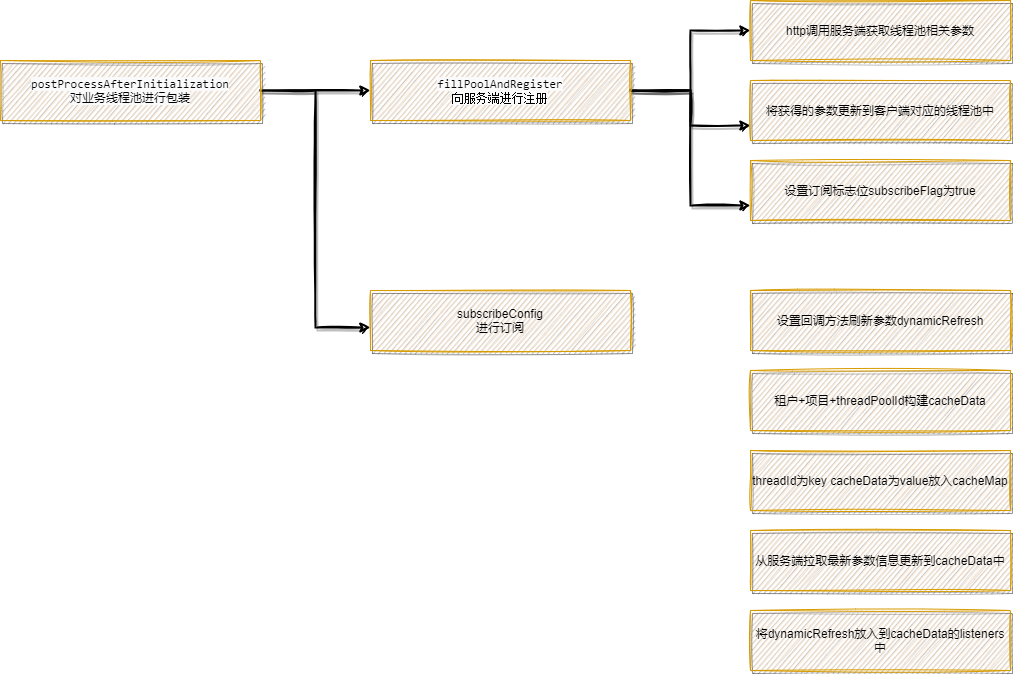 postProcessAfterInitialization
对业务线程池进行包装
fillPoolAndRegister
向服务端进行注册
http调用服务端获取线程池相关参数
将获得的参数更新到客户端对应的线程池中
设置订阅标志位subscribeFlag为true
subscribeConfig
进行订阅
设置回调方法刷新参数dynamicRefresh
租户+项目+threadPoolId构建cacheData
threadId为key cacheData为value放入cacheMap
从服务端拉取最新参数信息更新到cacheData中
将dynamicRefresh放入到cacheData的listeners
中